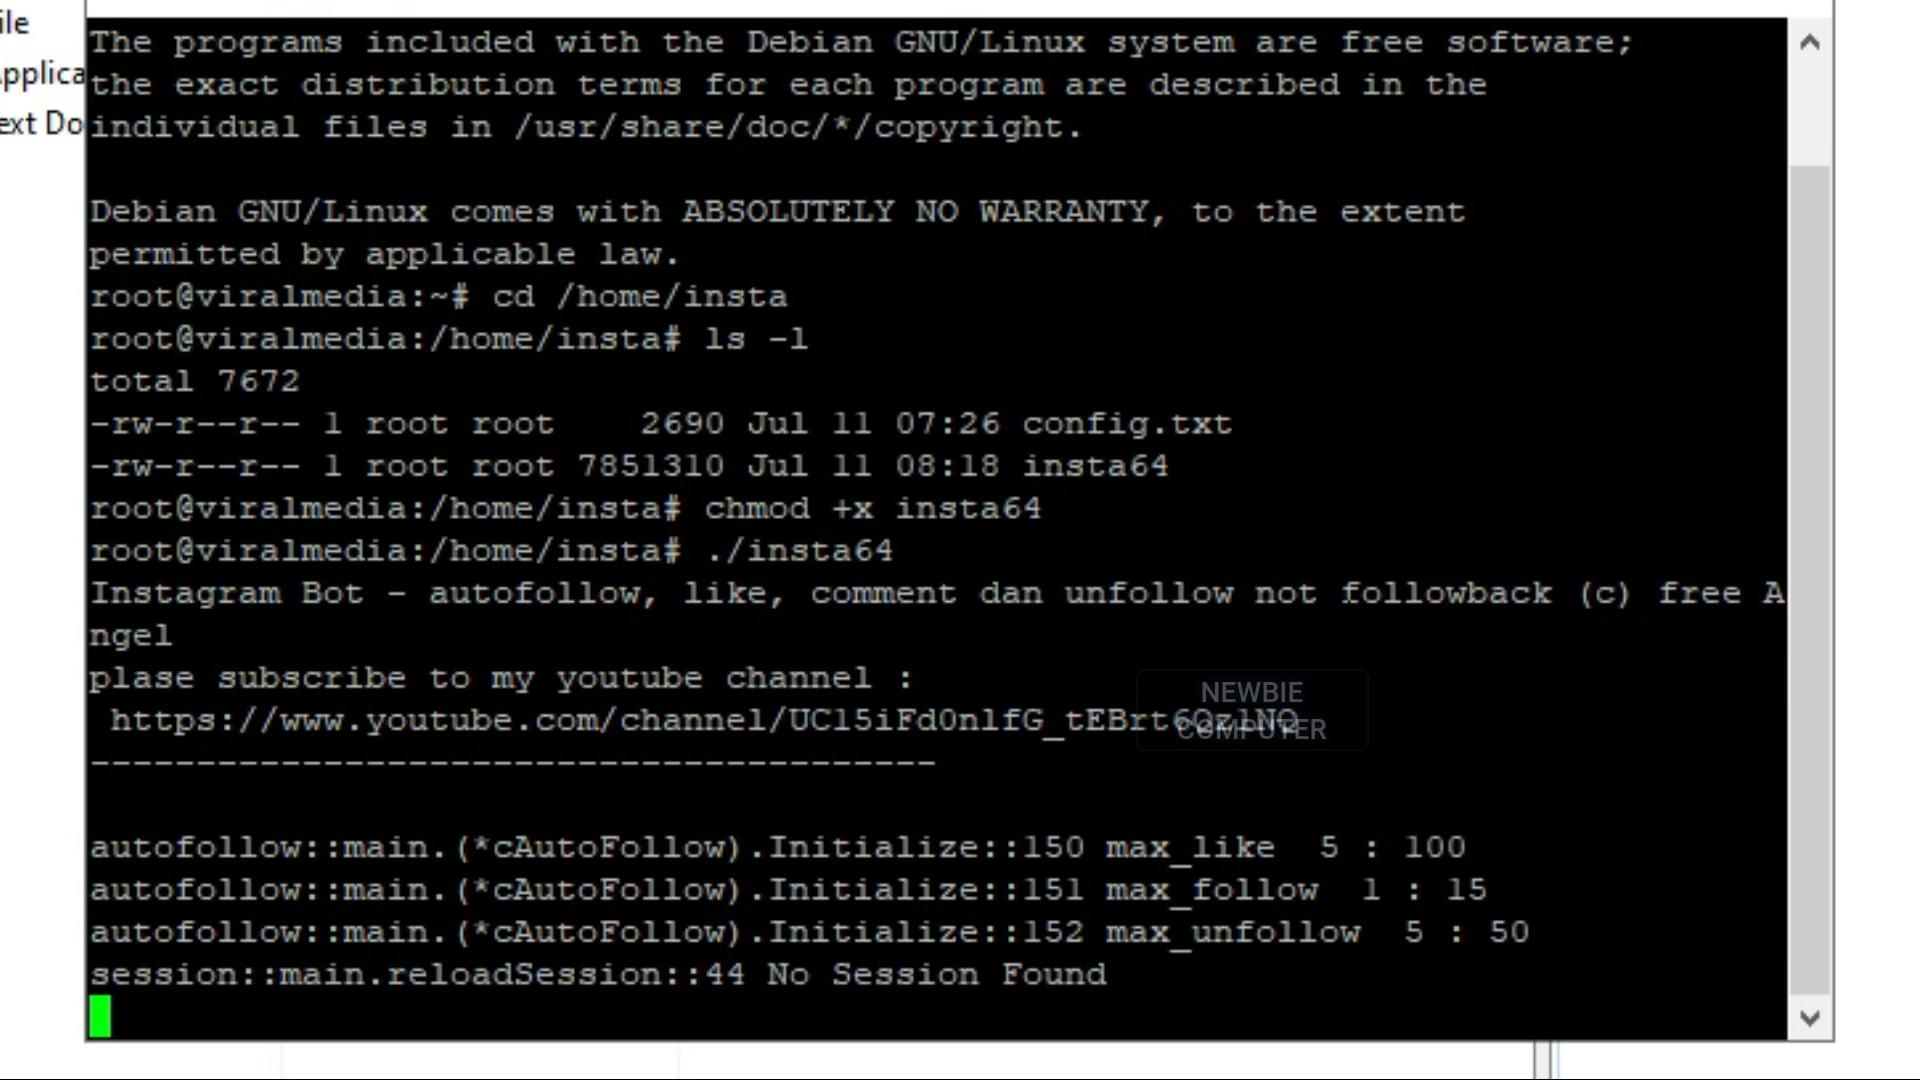 ile
The programs included with the Debian GNU/Linux system are free software;
Applica
the exact distribution terms for each program are described in the
ext Do
individual files in /usr/share/doc/*/copyright.
Debian GNU/Linux comes with ABSOLUTELY NO WARRANTY, to the extent
permitted by applicable law.
root@viralmedia:~# cd /home/insta
root@viralmedia:/home/insta# ls -l
total 7672
-rw-r--r-- 1 root root    2690 Jul 11 07:26 config.txt
-rw-r--r-- 1 root root 7851310 Jul 11 08:18 insta64
root@viralmedia:/home/insta# chmod +x insta64
root@viralmedia:/home/insta# ./insta64
Instagram Bot - autofollow, like, comment dan unfollow not followback (c) free A
ngel
plase subscribe to my youtube channel :
NEWBIE
COMPUTER
----------------------------------------
autofollow::main.(*cAutoFollow).Initialize::150 max_like  5 : 100
autofollow::main.(*cAutoFollow).Initialize::151 max_follow  1 : 15
autofollow::main.(*cAutoFollow).Initialize::152 max_unfollow  5 : 50
session::main.reloadSession::44 No Session Found